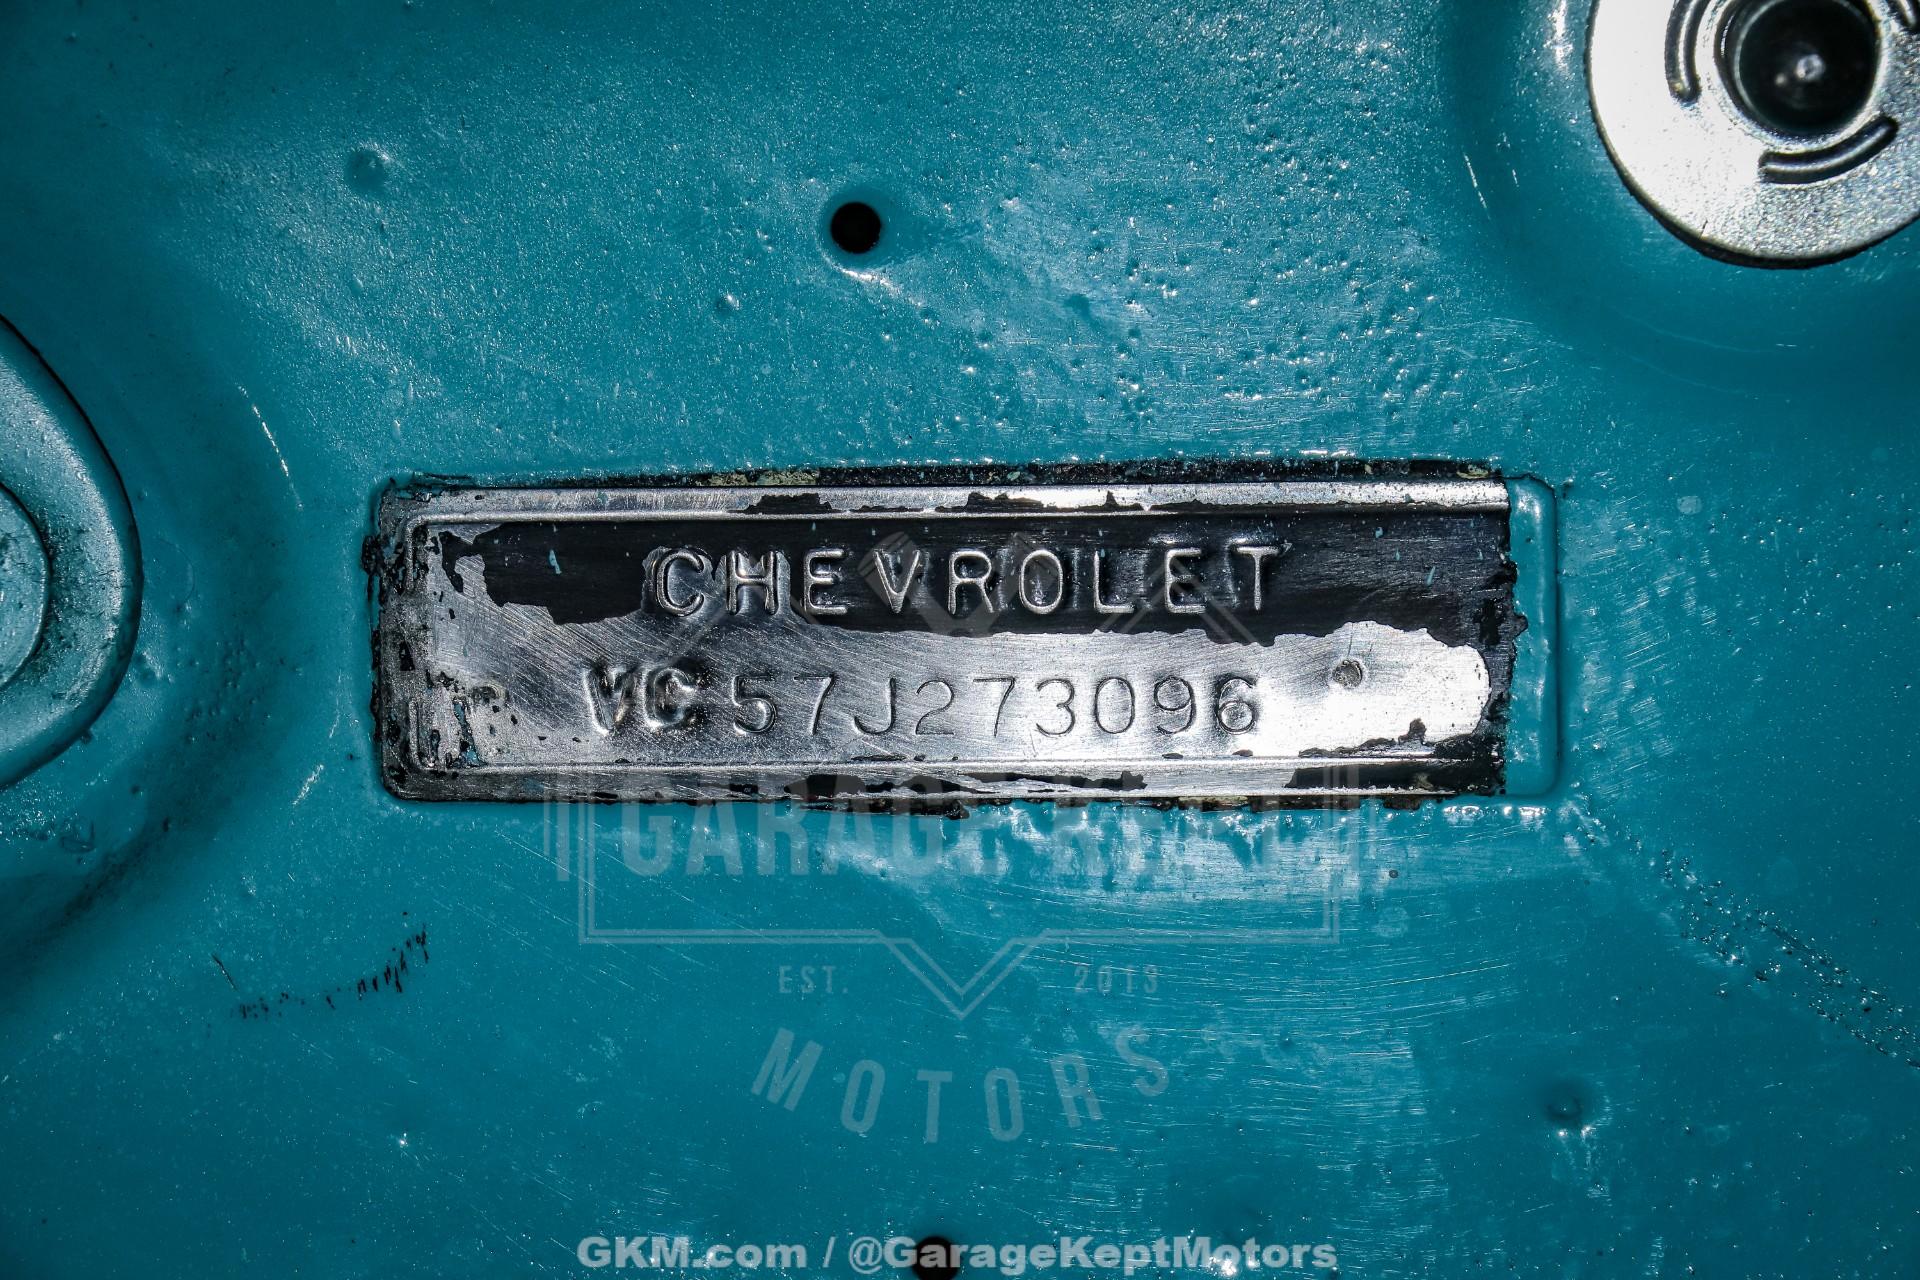 CHEVROLET
VC57J273096
GARAGE KEPT
EST. 2013
MOTORS
GKM.com / @GarageKeptMotors